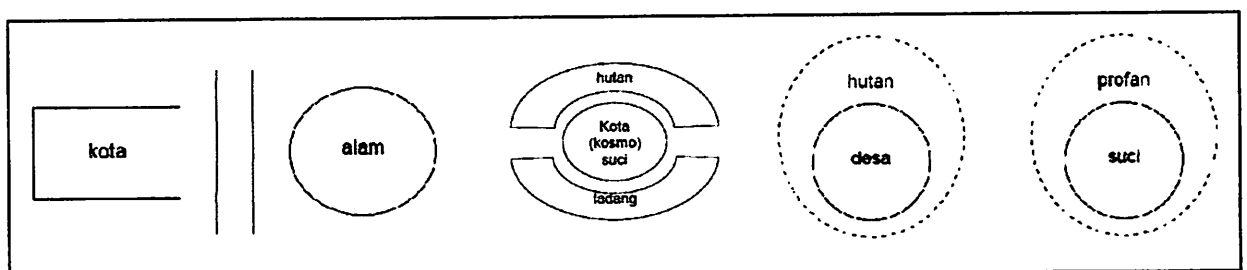 kota
alam
hutan
Kota
(kosmo)
suci
ladang
hutan
desa
profan
suci